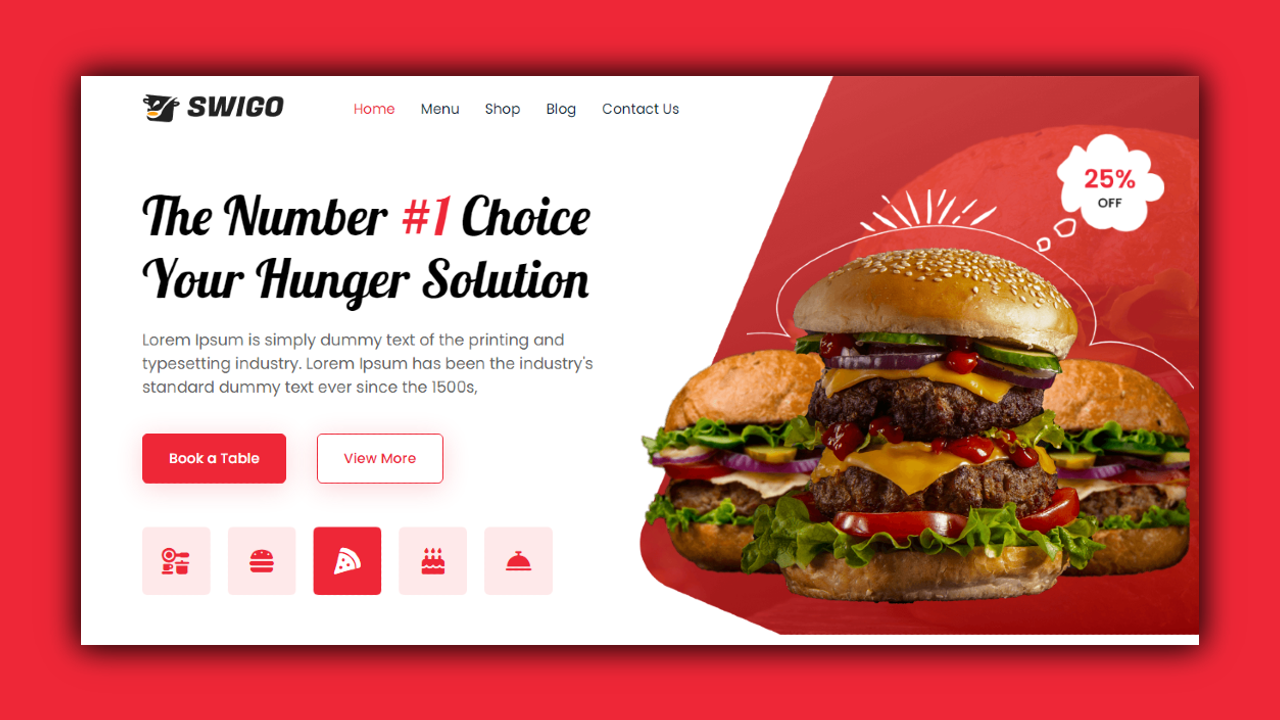 SWIGO
Home Menu Shop Blog Contact Us
The Number #1 Choice
Your Hunger Solution
Lorem Ipsum is simply dummy text of the printing and
typesetting industry. Lorem Ipsum has been the industry's
standard dummy text ever since the 1500s,
Book a Table View More
25%
OFF